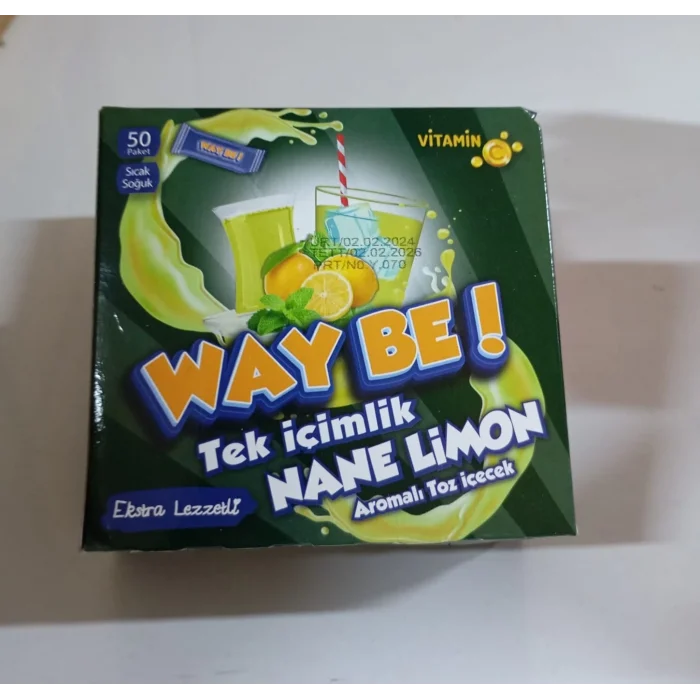 50
Paket
Sıcak
Soğuk
WAY BE!
VİTAMİN C
ÜRT/02.02.2024
TETT/02.02.2026
PRT/No.Y.070
WAY BE!
Tek içimlik
NANE LİMON
Aromalı Toz içecek
Ekstra Lezzetli